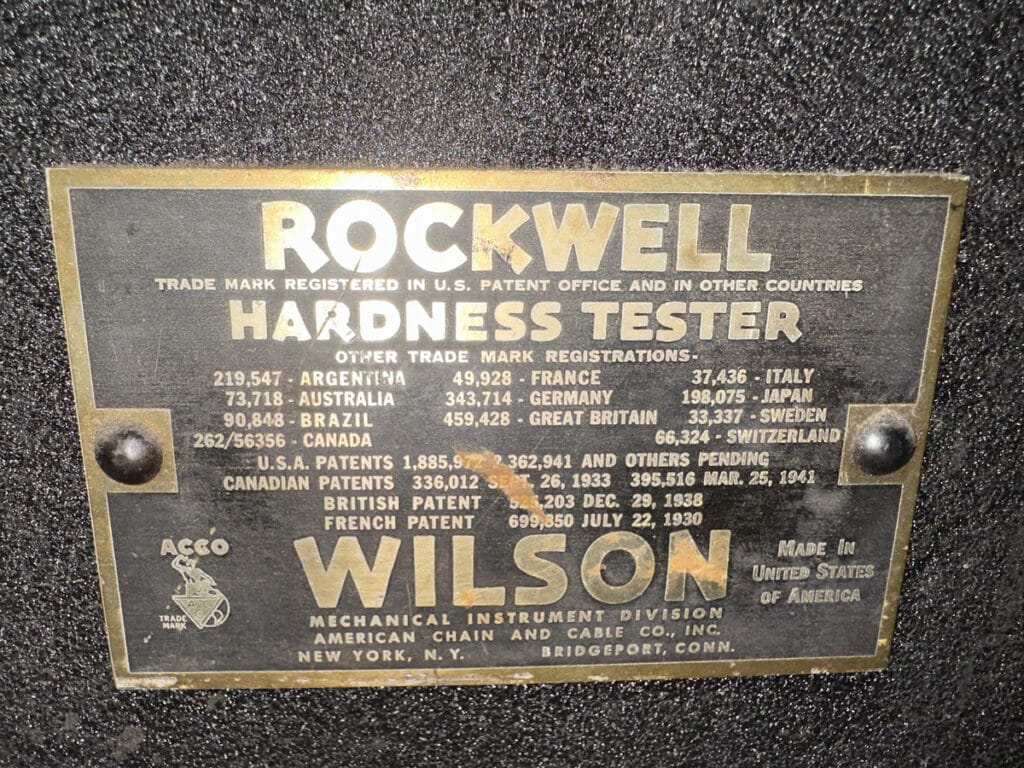 ROCKWELL
TRADE MARK REGISTERED IN U.S. PATENT OFFICE AND IN OTHER COUNTRIES
HARDNESS TESTER
OTHER TRADE MARK REGISTRATIONS-
219,547 - ARGENTINA 49,928 - FRANCE 37,436 - ITALY
73,718 - AUSTRALIA 343,714 - GERMANY 198,075 - JAPAN
90,848 - BRAZIL 459,428 - GREAT BRITAIN 33,337 - SWEDEN
262/56356 - CANADA 66,324 - SWITZERLAND
U.S.A. PATENTS 2,362,941 AND OTHERS PENDING
CANADIAN PATENTS 336,012 SEPT. 26, 1933 395,516 MAR. 25, 1941
BRITISH PATENT DEC. 29, 1938
FRENCH PATENT JULY 22, 1930
WILSON
MECHANICAL INSTRUMENT DIVISION
AMERICAN CHAIN AND CABLE CO., INC.
NEW YORK, N.Y. BRIDGEPORT, CONN.
ACCO
TRADE
MARK
MADE IN
UNITED STATES
OF AMERICA